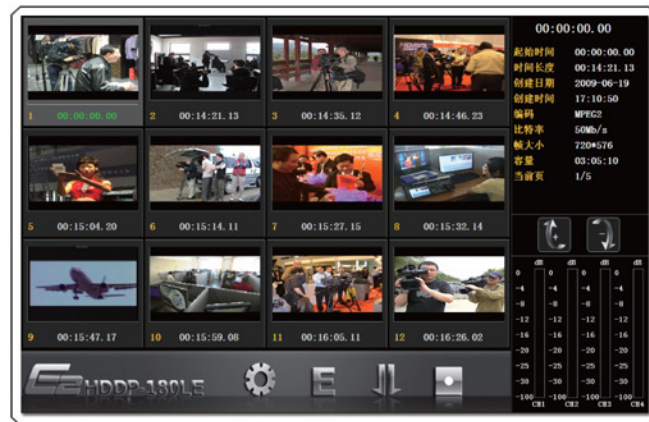 1 00:00:00.00
2 00:14:21.13
3 00:14:35.12
4 00:14:46.23
5 00:15:04.20
6 00:15:14.11
7 00:15:27.15
8 00:15:32.14
9 00:15:47.17
10 00:15:59.08
11 00:16:05.11
12 00:16:26.02
E2 HDDP-180LE
E
00:00:00.00
起始时间 00:00:00.00
时间长度 00:14:21.13
创建日期 2009-06-19
创建时间 17:10:50
编码 MPEG2
比特率 50Mb/s
帧大小 720*576
容量 03:05:10
当前页 1/5
+ -
dB dB dB dB
0 0 0 0
-4 -4 -4 -4
-8 -8 -8 -8
-12 -12 -12 -12
-16 -16 -16 -16
-20 -20 -20 -20
-25 -25 -25 -25
-30 -30 -30 -30
-100 -100 -100 -100
CH1 CH2 CH3 CH4